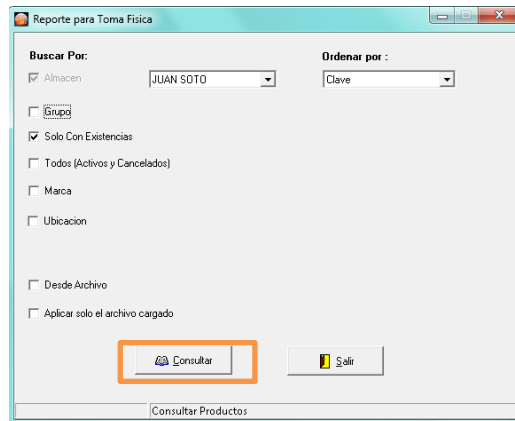 Reporte para Toma Fisica
Buscar Por:
Ordenar por :
Almacen
JUAN SOTO
Clave
Grupo
Solo Con Existencias
Todos (Activos y Cancelados)
Marca
Ubicacion
Desde Archivo
Aplicar solo el archivo cargado
Consultar
Salir
Consultar Productos